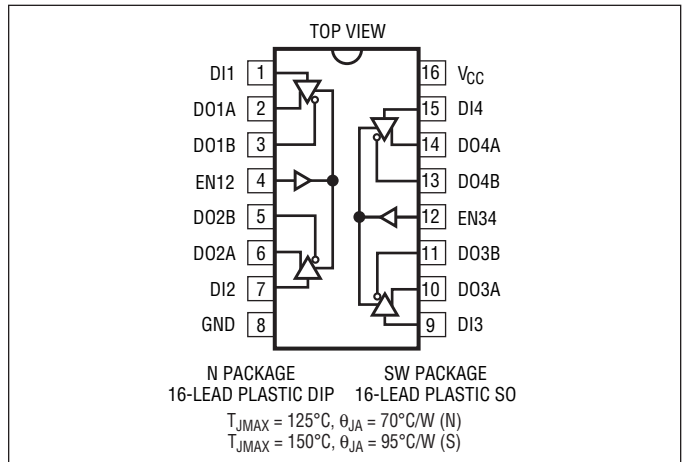 TOP VIEW
DI1 1
DO1A 2
DO1B 3
EN12 4
DO2B 5
DO2A 6
DI2 7
GND 8
16 VCC
15 DI4
14 DO4A
13 DO4B
12 EN34
11 DO3B
10 DO3A
9 DI3
N PACKAGE
16-LEAD PLASTIC DIP
SW PACKAGE
16-LEAD PLASTIC SO
TJMAX = 125°C, θJA = 70°C/W (N)
TJMAX = 150°C, θJA = 95°C/W (S)